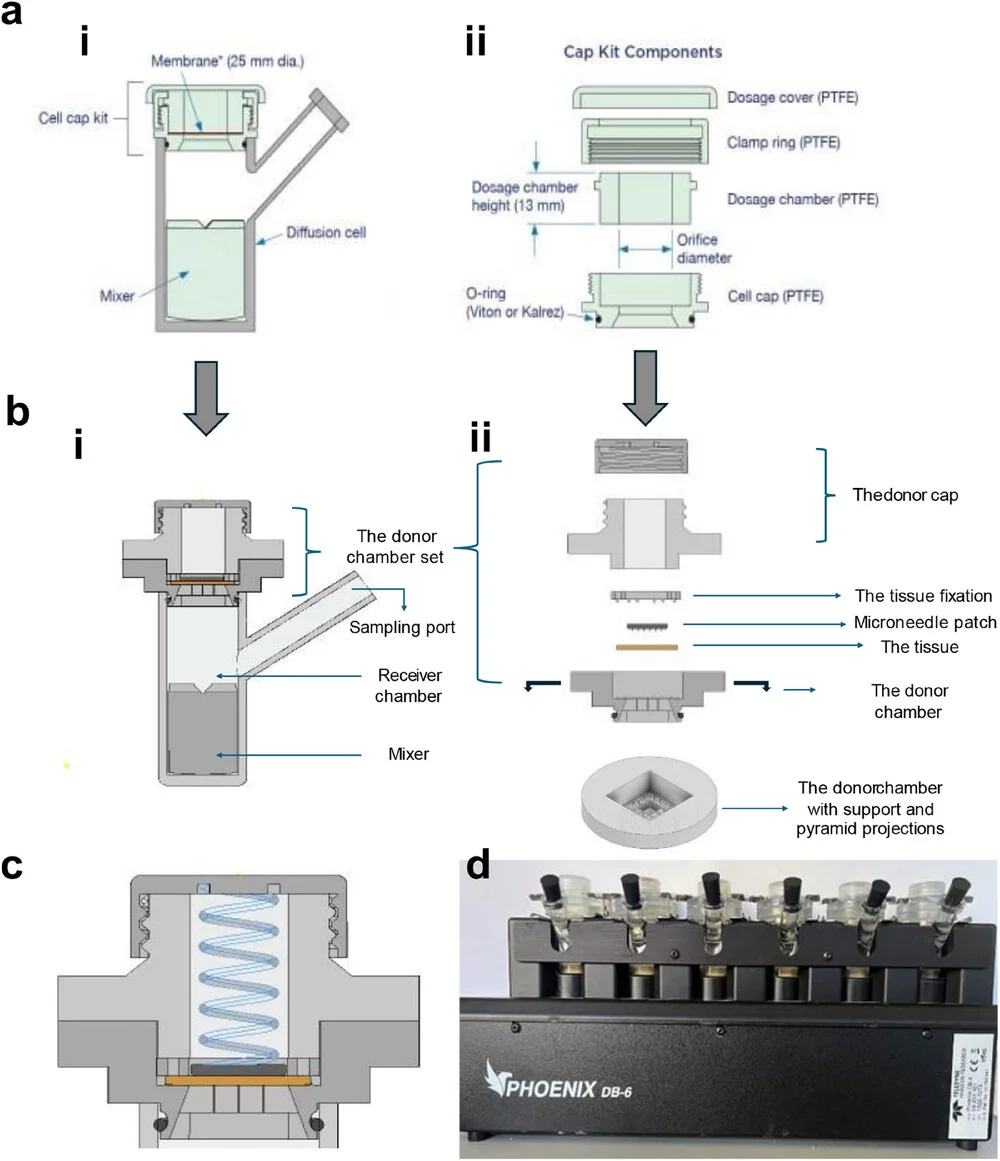 a
i
Membrane* (25 mm dia.)
Cell cap kit
Diffusion cell
Mixer
ii
Cap Kit Components
Dosage cover (PTFE)
Clamp ring (PTFE)
Dosage chamber
height (13 mm)
Dosage chamber (PTFE)
Orifice
diameter
O-ring
(Viton or Kalrez)
Cell cap (PTFE)
b
i
The donor
chamber set
Sampling port
Receiver
chamber
Mixer
ii
Thedonor cap
The tissue fixation
Microneedle patch
The tissue
The donor
chamber
The donorchamber
with support and
pyramid projections
c
d
PHOENIX DB-6
TELEDYNE